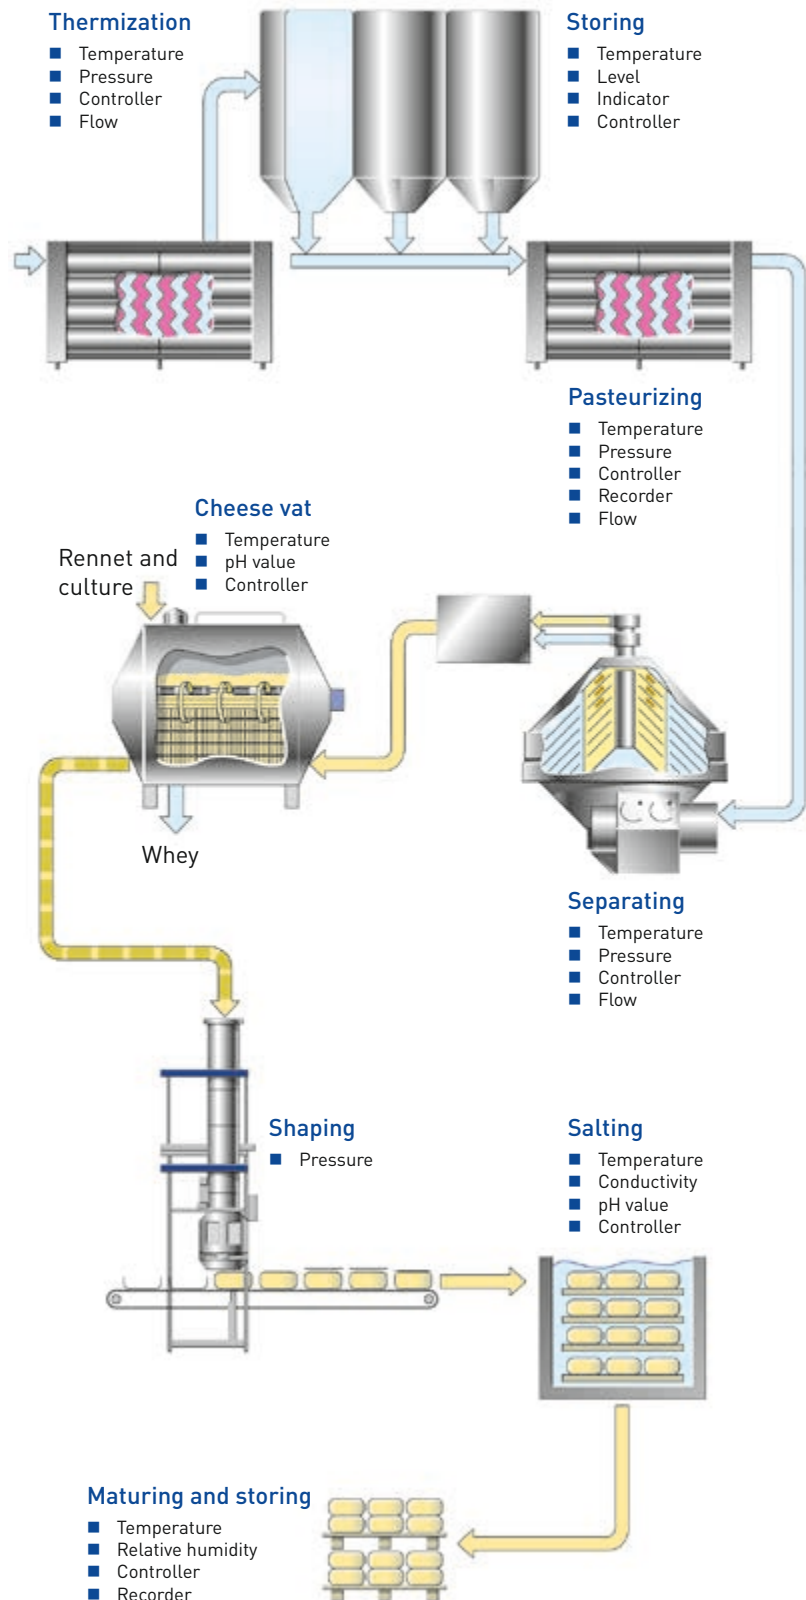 Thermization
Temperature
Pressure
Controller
Flow
Storing
Temperature
Level
Indicator
Controller
Pasteurizing
Temperature
Pressure
Controller
Recorder
Flow
Cheese vat
Temperature
pH value
Controller
Rennet and
culture
Whey
Separating
Temperature
Pressure
Controller
Flow
Shaping
Pressure
Salting
Temperature
Conductivity
pH value
Controller
Maturing and storing
Temperature
Relative humidity
Controller
Recorder